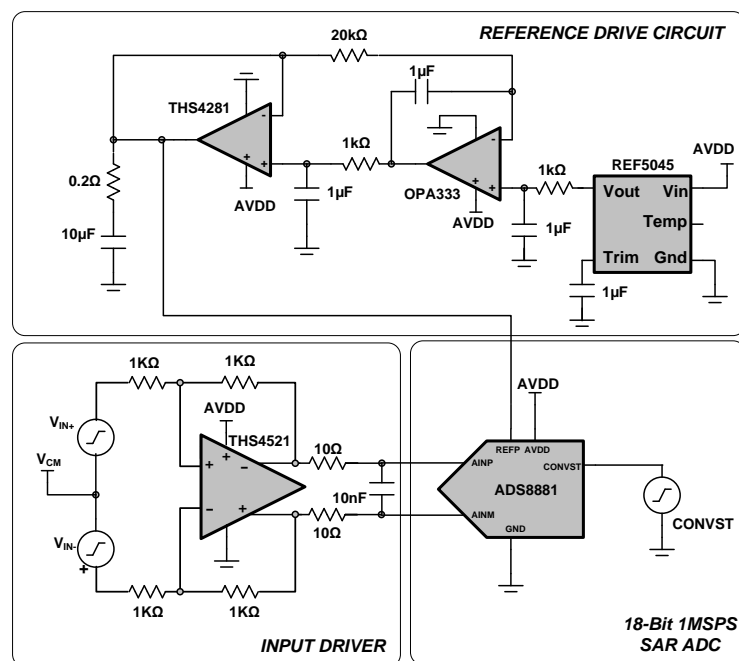 REFERENCE DRIVE CIRCUIT
20kΩ
1µF
THS4281
-
+
+
AVDD
1kΩ
1µF
0.2Ω
10µF
-
+
+
OPA333
AVDD
1kΩ
1µF
REF5045
AVDD
Vout
Vin
Temp
Trim
Gnd
1µF
1KΩ
1KΩ
VIN+
VCM
VIN-
+
AVDD
THS4521
+
+
−
−
+
10Ω
10nF
10Ω
1KΩ
1KΩ
INPUT DRIVER
AVDD
REFP
AVDD
AINP
CONVST
ADS8881
AINM
GND
CONVST
18-Bit 1MSPS
SAR ADC